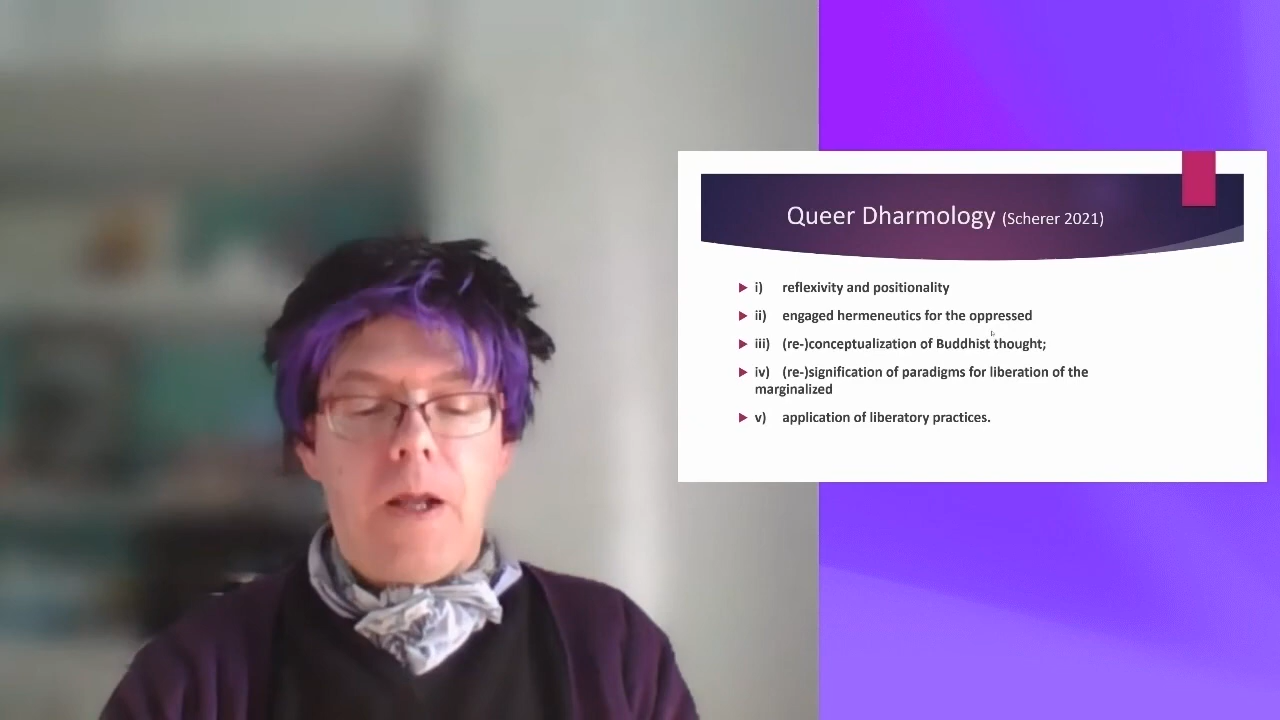 Queer Dharmology (Scherer 2021)
i) reflexivity and positionality
ii) engaged hermeneutics for the oppressed
iii) (re-)conceptualization of Buddhist thought;
iv) (re-)signification of paradigms for liberation of the
marginalized
v) application of liberatory practices.